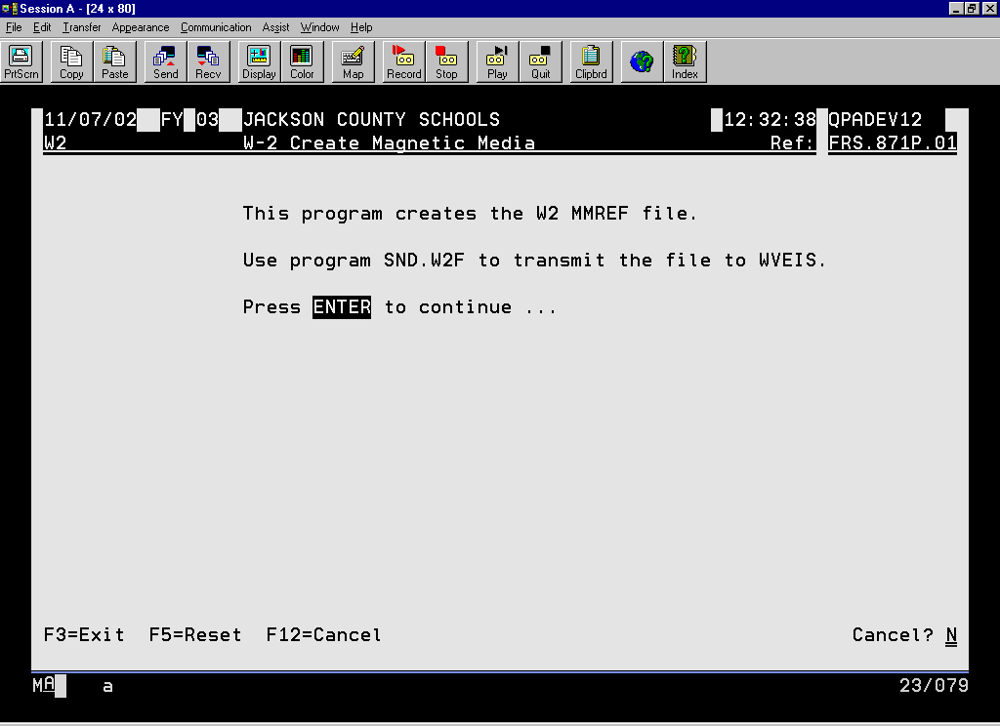 Session A - [24 x 80]
File Edit Transfer Appearance Communication Assist Window Help
PrtScrn Copy Paste Send Recv Display Color Map Record Stop Play Quit Clipbrd Index
11/07/02 FY 03 JACKSON COUNTY SCHOOLS 12:32:38 QPADEV12
W2 W-2 Create Magnetic Media Ref: FRS.871P.01
This program creates the W2 MMREF file.
Use program SND.W2F to transmit the file to WVEIS.
Press ENTER to continue ...
F3=Exit F5=Reset F12=Cancel Cancel? N
MA a 23/079